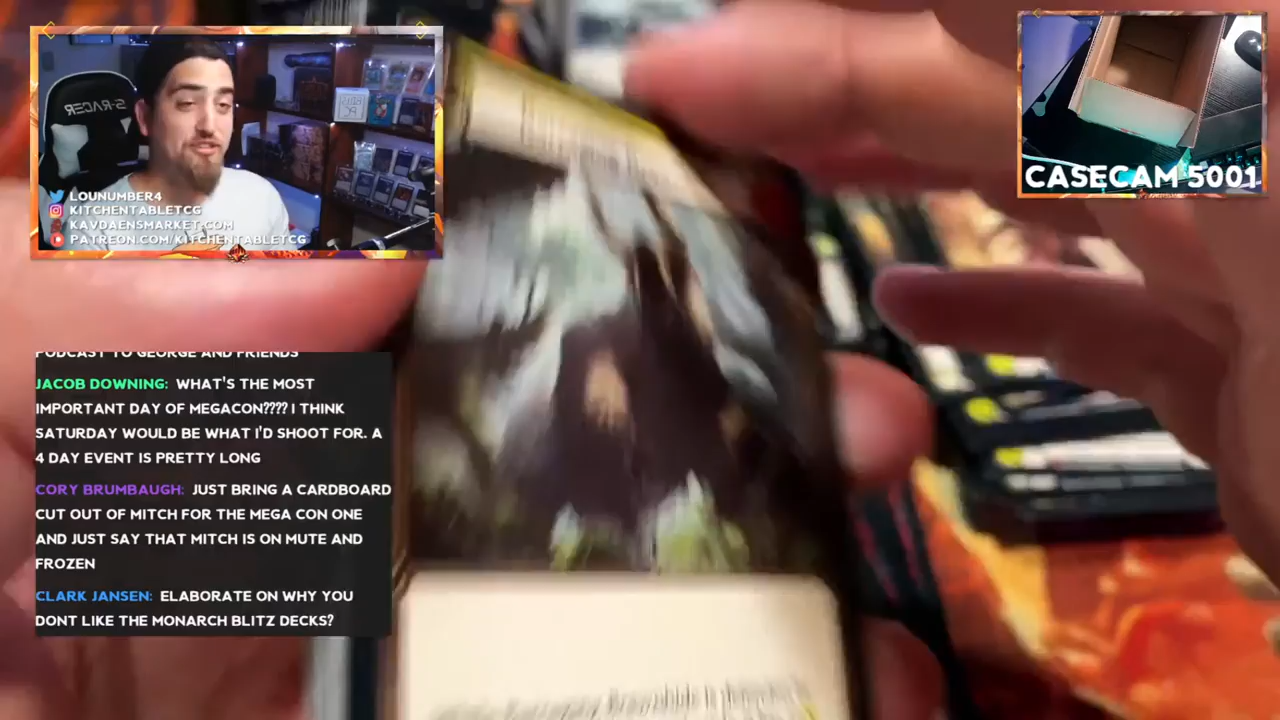 S-RACER
LOUNUMBER4
KITCHENTABLETCG
KAVDAENSMARKET.COM
PATREON.COM/KITCHENTABLETCG
CASECAM 5001
PODCAST TO GEORGE AND FRIENDS
JACOB DOWNING: WHAT'S THE MOST
IMPORTANT DAY OF MEGACON???? I THINK
SATURDAY WOULD BE WHAT I'D SHOOT FOR. A
4 DAY EVENT IS PRETTY LONG
CORY BRUMBAUGH: JUST BRING A CARDBOARD
CUT OUT OF MITCH FOR THE MEGA CON ONE
AND JUST SAY THAT MITCH IS ON MUTE AND
FROZEN
CLARK JANSEN: ELABORATE ON WHY YOU
DONT LIKE THE MONARCH BLITZ DECKS?